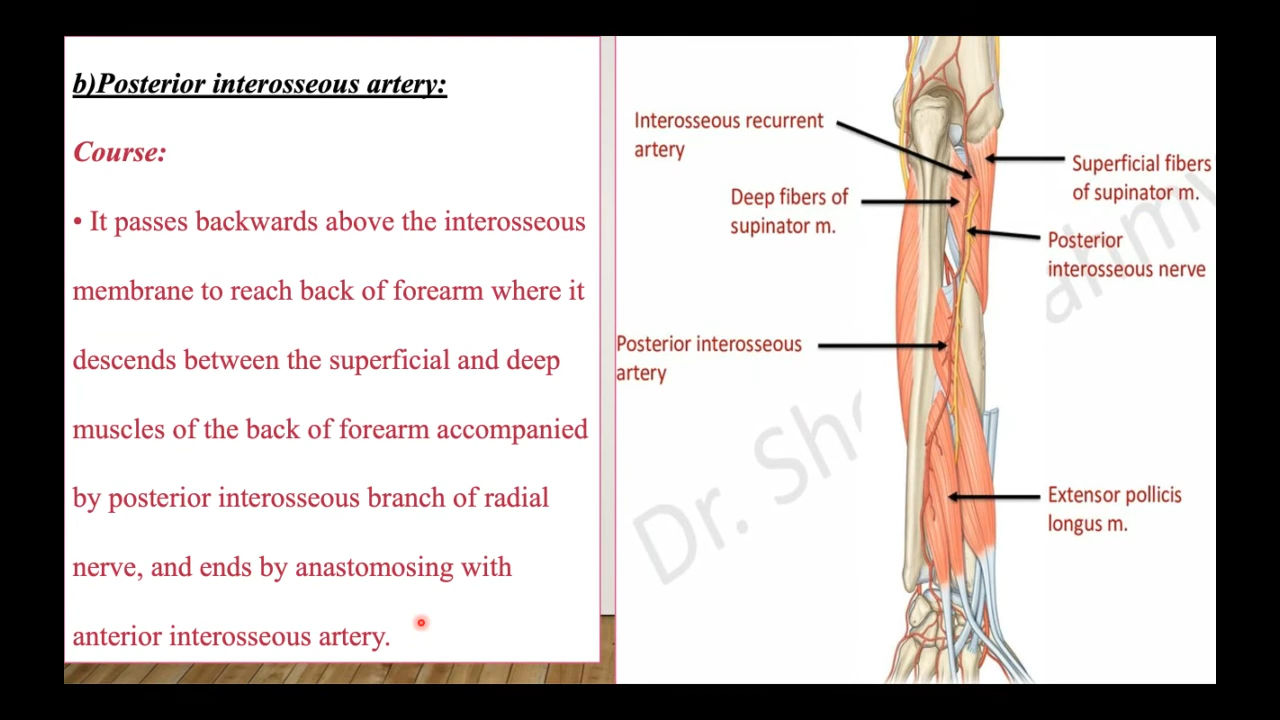 b)Posterior interosseous artery:
Course:
• It passes backwards above the interosseous
membrane to reach back of forearm where it
descends between the superficial and deep
muscles of the back of forearm accompanied
by posterior interosseous branch of radial
nerve, and ends by anastomosing with
anterior interosseous artery.
Interosseous recurrent
artery
Deep fibers of
supinator m.
Superficial fibers
of supinator m.
Posterior
interosseous nerve
Posterior interosseous
artery
Extensor pollicis
longus m.
Dr.